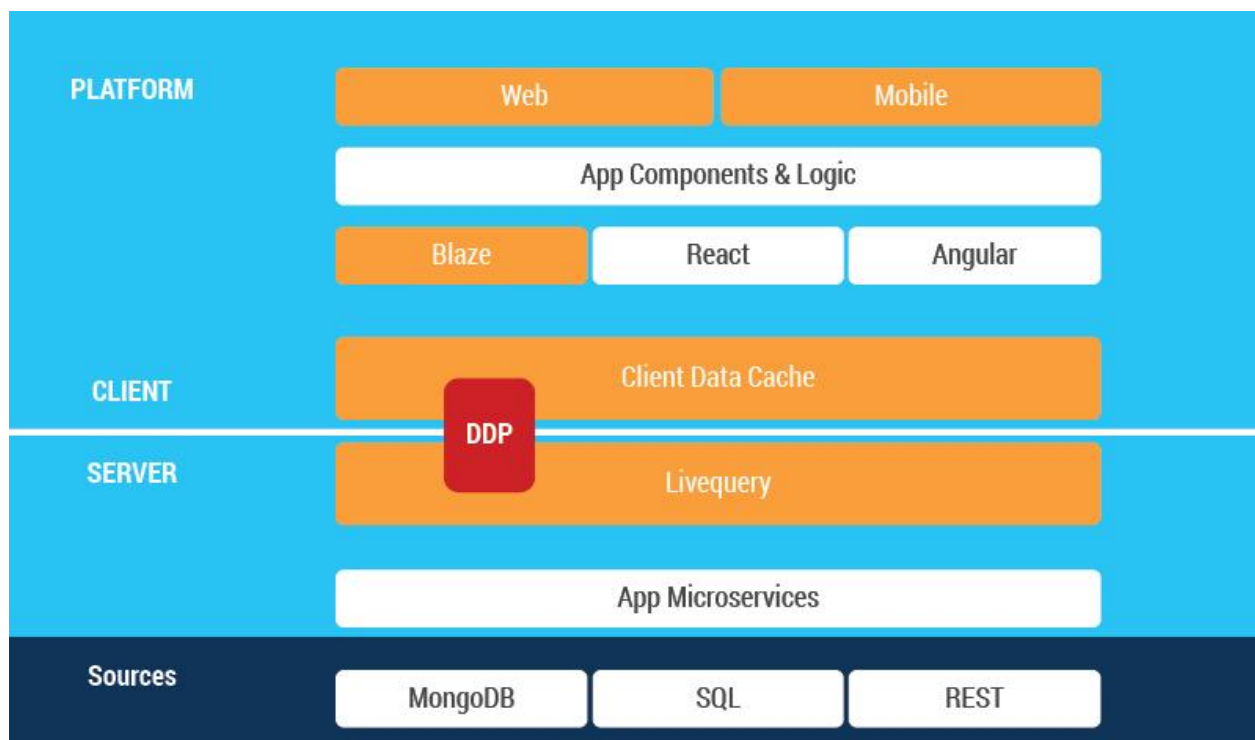 PLATFORM
Web
Mobile
App Components & Logic
Blaze
React
Angular
Client Data Cache
CLIENT
DDP
SERVER
Livequery
App Microservices
Sources
MongoDB
SQL
REST